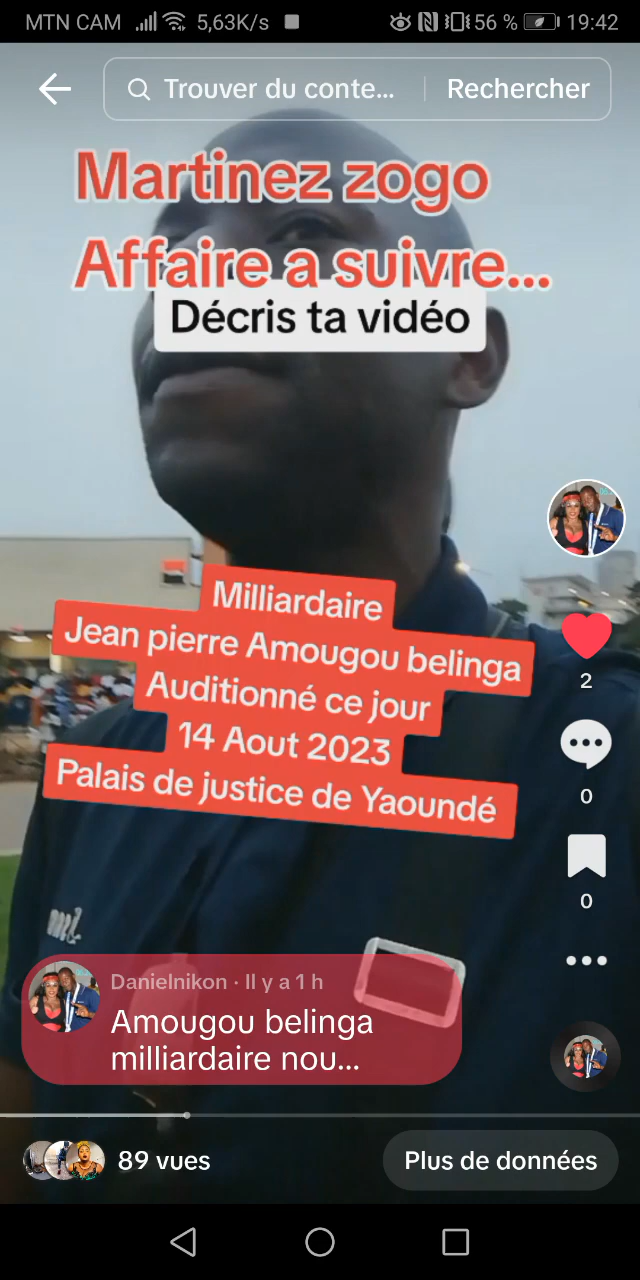 MTN CAM 5,63K/s 56 % 19:42
Trouver du conte... Rechercher
Martinez zogo
Affaire a suivre...
Décris ta vidéo
Milliardaire
Jean pierre Amougou belinga
Auditionné ce jour
14 Aout 2023
Palais de justice de Yaoundé
2
0
0
Danielnikon · Il y a 1 h
Amougou belinga
milliardaire nou...
89 vues
Plus de données